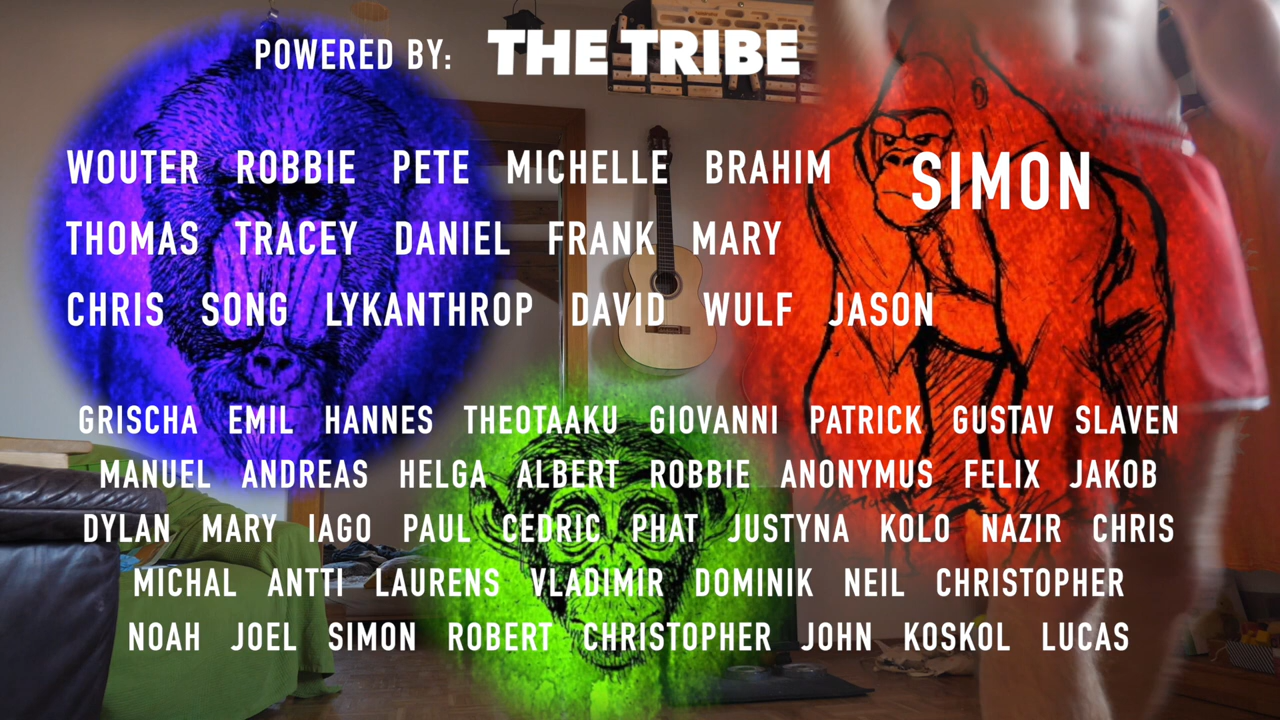 POWERED BY: THE TRIBE
WOUTER ROBBIE PETE MICHELLE BRAHIM SIMON
THOMAS TRACEY DANIEL FRANK MARY
CHRIS SONG LYKANTHROP DAVID WULF JASON
GRISCHA EMIL HANNES THEOTAAKU GIOVANNI PATRICK GUSTAV SLAVEN
MANUEL ANDREAS HELGA ALBERT ROBBIE ANONYMUS FELIX JAKOB
DYLAN MARY IAGO PAUL CEDRIC PHAT JUSTYNA KOLO NAZIR CHRIS
MICHAL ANTTI LAURENS VLADIMIR DOMINIK NEIL CHRISTOPHER
NOAH JOEL SIMON ROBERT CHRISTOPHER JOHN KOSKOL LUCAS